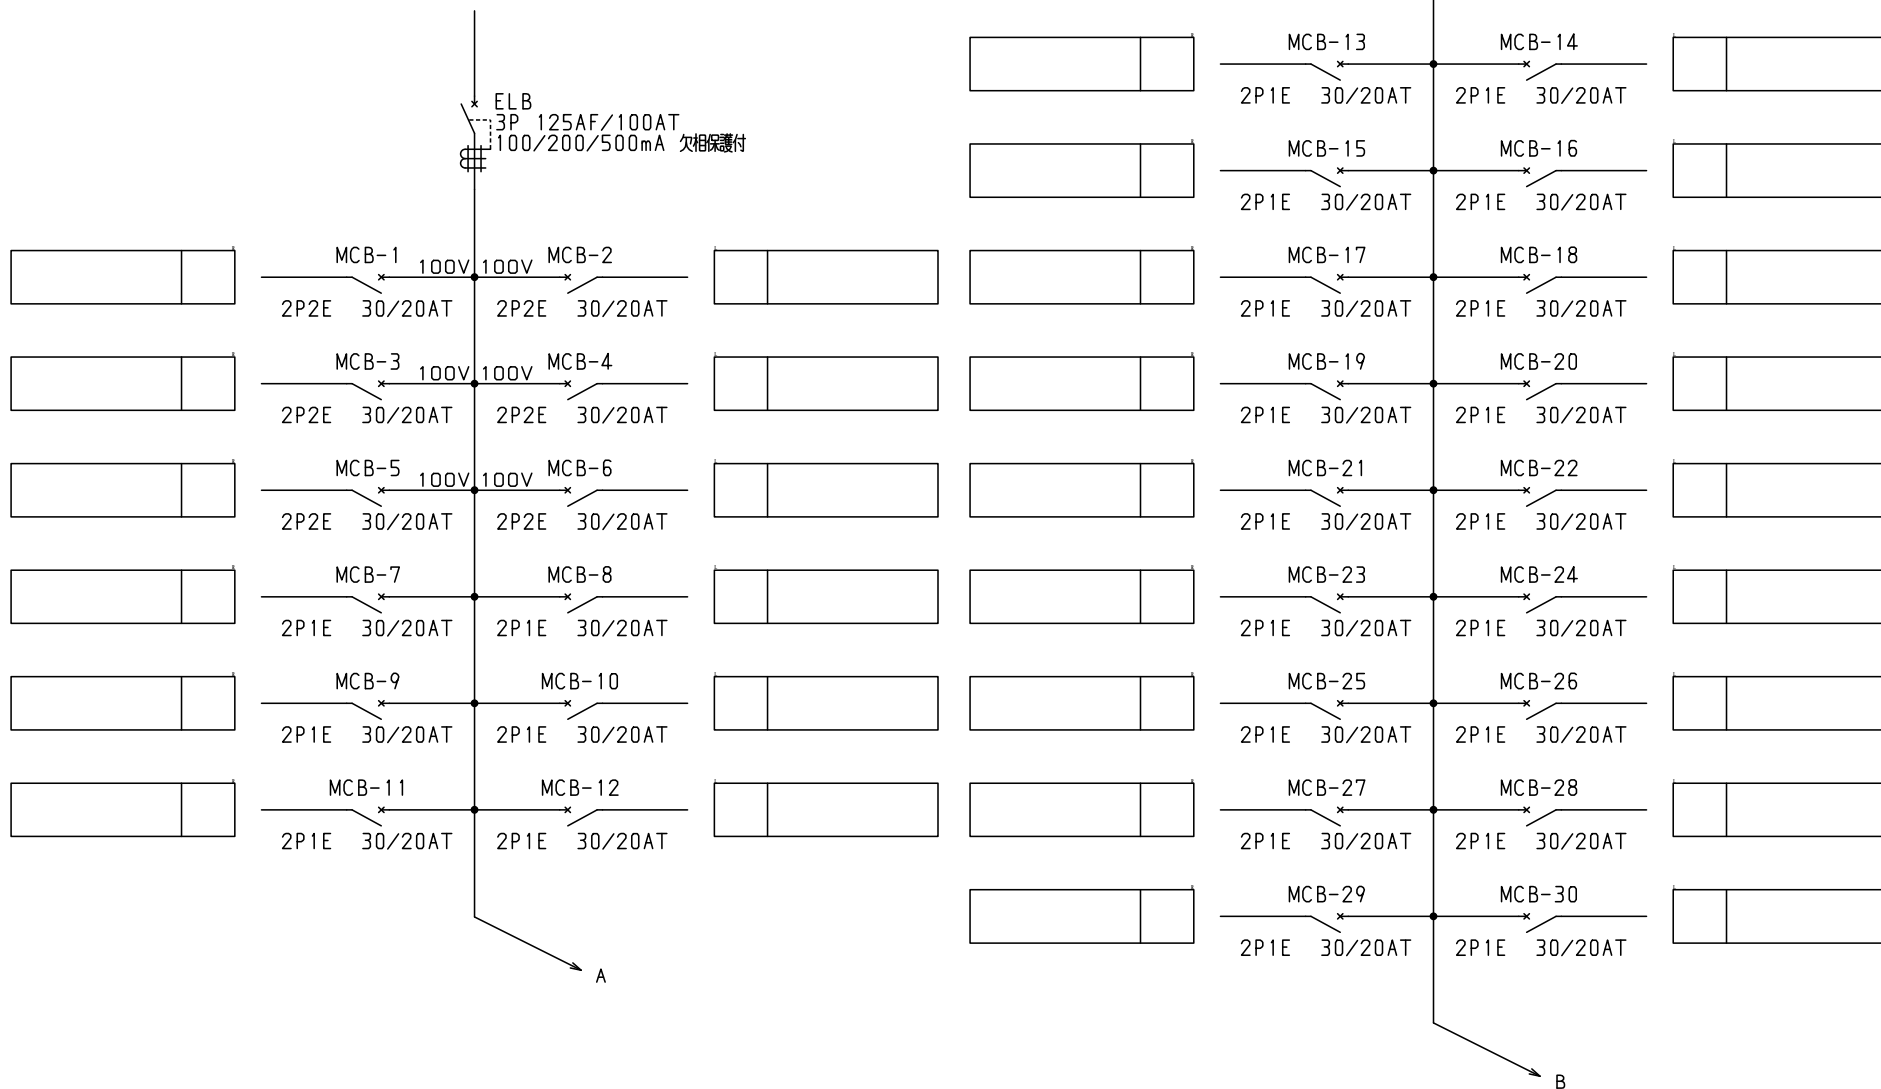 ELB
3P 125AF/100AT
100/200/500mA 欠相保護付
MCB-1 100V 100V MCB-2
2P2E 30/20AT 2P2E 30/20AT
MCB-3 100V 100V MCB-4
2P2E 30/20AT 2P2E 30/20AT
MCB-5 100V 100V MCB-6
2P2E 30/20AT 2P2E 30/20AT
MCB-7 MCB-8
2P1E 30/20AT 2P1E 30/20AT
MCB-9 MCB-10
2P1E 30/20AT 2P1E 30/20AT
MCB-11 MCB-12
2P1E 30/20AT 2P1E 30/20AT
A
MCB-13 MCB-14
2P1E 30/20AT 2P1E 30/20AT
MCB-15 MCB-16
2P1E 30/20AT 2P1E 30/20AT
MCB-17 MCB-18
2P1E 30/20AT 2P1E 30/20AT
MCB-19 MCB-20
2P1E 30/20AT 2P1E 30/20AT
MCB-21 MCB-22
2P1E 30/20AT 2P1E 30/20AT
MCB-23 MCB-24
2P1E 30/20AT 2P1E 30/20AT
MCB-25 MCB-26
2P1E 30/20AT 2P1E 30/20AT
MCB-27 MCB-28
2P1E 30/20AT 2P1E 30/20AT
MCB-29 MCB-30
2P1E 30/20AT 2P1E 30/20AT
B